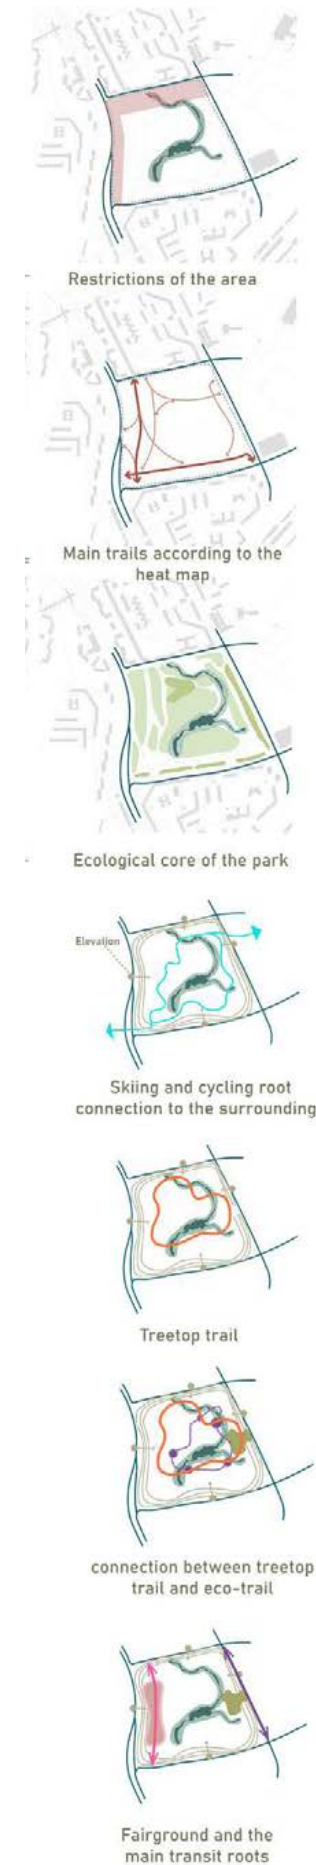 Restrictions of the area
Main trails according to the
heat map
Ecological core of the park
Elevation
Skiing and cycling root
connection to the surrounding
Treetop trail
connection between treetop
trail and eco-trail
Fairground and the
main transit roots